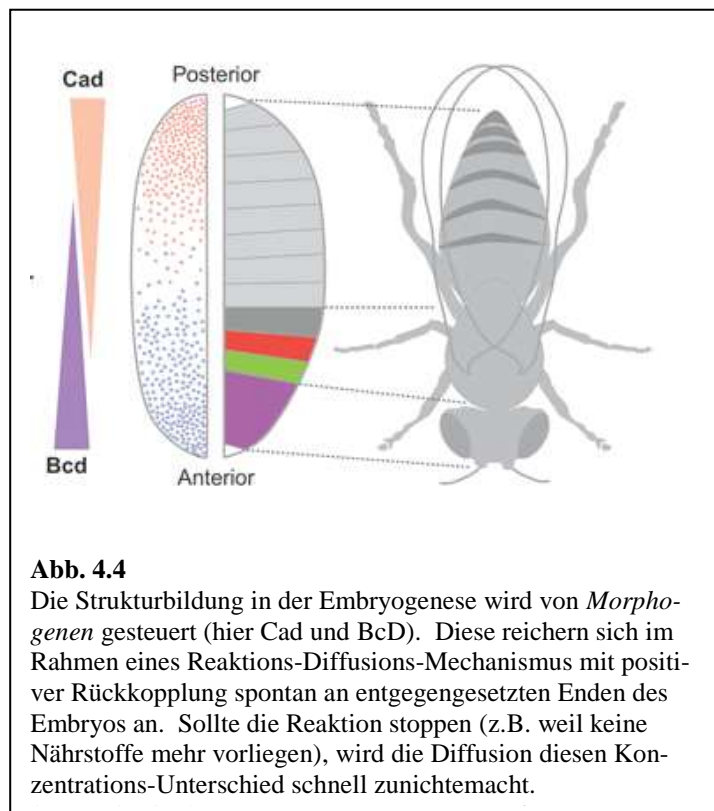 Cad
Posterior
Bcd
Anterior
Abb. 4.4
Die Strukturbildung in der Embryogenese wird von Morpho-
genen gesteuert (hier Cad und BcD). Diese reichern sich im
Rahmen eines Reaktions-Diffusions-Mechanismus mit positi-
ver Rückkopplung spontan an entgegengesetzten Enden des
Embryos an. Sollte die Reaktion stoppen (z.B. weil keine
Nährstoffe mehr vorliegen), wird die Diffusion diesen Kon-
zentrations-Unterschied schnell zunichtemacht.